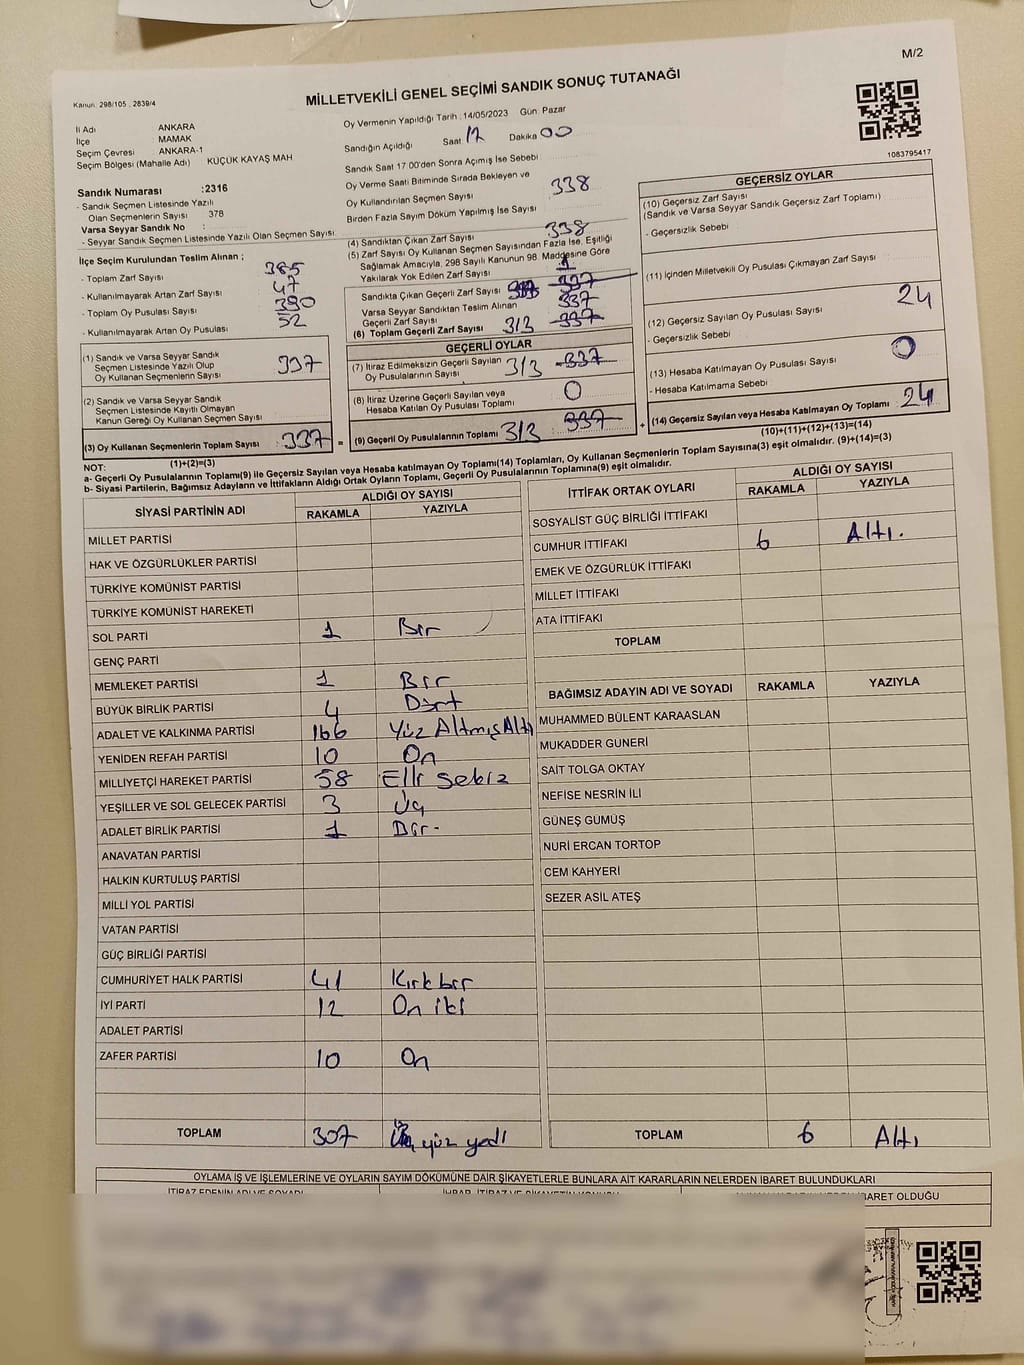 M/2
Kanun: 298/105, 2839/4
MİLLETVEKİLİ GENEL SEÇİMİ SANDIK SONUÇ TUTANAĞI
İl Adı ANKARA
İlçe MAMAK
Seçim Çevresi ANKARA-1
Seçim Bölgesi (Mahalle Adı) KÜÇÜK KAYAŞ MAH
Sandık Numarası :2316
- Sandık Seçmen Listesinde Yazılı
Olan Seçmenlerin Sayısı 378
Varsa Seyyar Sandık No :
- Seyyar Sandık Seçmen Listesinde Yazılı Olan Seçmen Sayısı
İlçe Seçim Kurulundan Teslim Alınan ;
- Toplam Zarf Sayısı 385
- Kullanılmayarak Artan Zarf Sayısı 47
- Toplam Oy Pusulası Sayısı 390
- Kullanılmayarak Artan Oy Pusulası 52
(1) Sandık ve Varsa Seyyar Sandık
Seçmen Listesinde Yazılı Olup
Oy Kullanan Seçmenlerin Sayısı 337
(2) Sandık ve Varsa Seyyar Sandık
Seçmen Listesinde Kayıtlı Olmayan
Kanun Gereği Oy Kullanan Seçmen Sayısı
(3) Oy Kullanan Seçmenlerin Toplam Sayısı : 337 =
(1)+(2)=(3)
Oy Vermenin Yapıldığı Tarih : 14/05/2023 Gün: Pazar
Sandığın Açıldığı Saat 17 Dakika 00
Sandık Saat 17.00'den Sonra Açımış İse Sebebi
Oy Verme Saati Bitiminde Sırada Bekleyen ve
Oy Kullandırılan Seçmen Sayısı 338
Birden Fazla Sayım Döküm Yapılmış İse Sayısı
(4) Sandıktan Çıkan Zarf Sayısı 338
(5) Zarf Sayısı Oy Kullanan Seçmen Sayısından Fazla İse, Eşitliği
Sağlamak Amacıyla, 298 Sayılı Kanunun 98. Maddesine Göre
Yakılarak Yok Edilen Zarf Sayısı 1
Sandıkta Çıkan Geçerli Zarf Sayısı 337
Varsa Seyyar Sandıktan Teslim Alınan
Geçerli Zarf Sayısı 337
(6) Toplam Geçerli Zarf Sayısı 313 337
GEÇERLİ OYLAR
(7) İtiraz Edilmeksizin Geçerli Sayılan
Oy Pusulalarının Sayısı 313 337
(8) İtiraz Üzerine Geçerli Sayılan veya
Hesaba Katılan Oy Pusulası Toplamı 0
(9) Geçerli Oy Pusulalarının Toplamı 313 337 +
1083795417
GEÇERSİZ OYLAR
(10) Geçersiz Zarf Sayısı
(Sandık ve Varsa Seyyar Sandık Geçersiz Zarf Toplamı)
- Geçersizlik Sebebi
(11) İçinden Milletvekili Oy Pusulası Çıkmayan Zarf Sayısı
(12) Geçersiz Sayılan Oy Pusulası Sayısı 24
- Geçersizlik Sebebi
(13) Hesaba Katılmayan Oy Pusulası Sayısı 0
- Hesaba Katılmama Sebebi
(14) Geçersiz Sayılan veya Hesaba Katılmayan Oy Toplamı 24
(10)+(11)+(12)+(13)=(14)
NOT:
a- Geçerli Oy Pusulalarının Toplamı(9) ile Geçersiz Sayılan veya Hesaba katılmayan Oy Toplamı(14) Toplamları, Oy Kullanan Seçmenlerin Toplam Sayısına(3) eşit olmalıdır. (9)+(14)=(3)
b- Siyasi Partilerin, Bağımsız Adayların ve İttifakların Aldığı Ortak Oyların Toplamı, Geçerli Oy Pusulalarının Toplamına(9) eşit olmalıdır.
SİYASİ PARTİNİN ADI ALDIĞI OY SAYISI
RAKAMLA YAZIYLA
MİLLET PARTİSİ
HAK VE ÖZGÜRLÜKLER PARTİSİ
TÜRKİYE KOMÜNİST PARTİSİ
TÜRKİYE KOMÜNİST HAREKETİ
SOL PARTİ 1 Bir
GENÇ PARTİ
MEMLEKET PARTİSİ 1 Bir
BÜYÜK BİRLİK PARTİSİ 4 Dört
ADALET VE KALKINMA PARTİSİ 166 Yüz Altmış Altı
YENİDEN REFAH PARTİSİ 10 On
MİLLİYETÇİ HAREKET PARTİSİ 58 Elli Sekiz
YEŞİLLER VE SOL GELECEK PARTİSİ 3 Üç
ADALET BİRLİK PARTİSİ 1 Bir-
ANAVATAN PARTİSİ
HALKIN KURTULUŞ PARTİSİ
MİLLİ YOL PARTİSİ
VATAN PARTİSİ
GÜÇ BİRLİĞİ PARTİSİ
CUMHURİYET HALK PARTİSİ 41 Kırk bir
İYİ PARTİ 12 On iki
ADALET PARTİSİ
ZAFER PARTİSİ 10 On
TOPLAM 307 Üç yüz yedi
İTTİFAK ORTAK OYLARI ALDIĞI OY SAYISI
RAKAMLA YAZIYLA
SOSYALİST GÜÇ BİRLİĞİ İTTİFAKI
CUMHUR İTTİFAKI 6 Altı.
EMEK VE ÖZGÜRLÜK İTTİFAKI
MİLLET İTTİFAKI
ATA İTTİFAKI
TOPLAM
BAĞIMSIZ ADAYIN ADI VE SOYADI RAKAMLA YAZIYLA
MUHAMMED BÜLENT KARAASLAN
MUKADDER GÜNERİ
SAİT TOLGA OKTAY
NEFİSE NESRİN İLİ
GÜNEŞ GÜMÜŞ
NURİ ERCAN TORTOP
CEM KAHYERİ
SEZER ASİL ATEŞ
TOPLAM 6 Altı
OYLAMA İŞ VE İŞLEMLERİNE VE OYLARIN SAYIM DÖKÜMÜNE DAİR ŞİKAYETLERLE BUNLARA AİT KARARLARIN NELERDEN İBARET BULUNDUKLARI
İTİRAZ EDENİN ADI VE SOYADI İHBAR, İTİRAZ VE ŞİKAYETİN KONUSU İBARET OLDUĞU